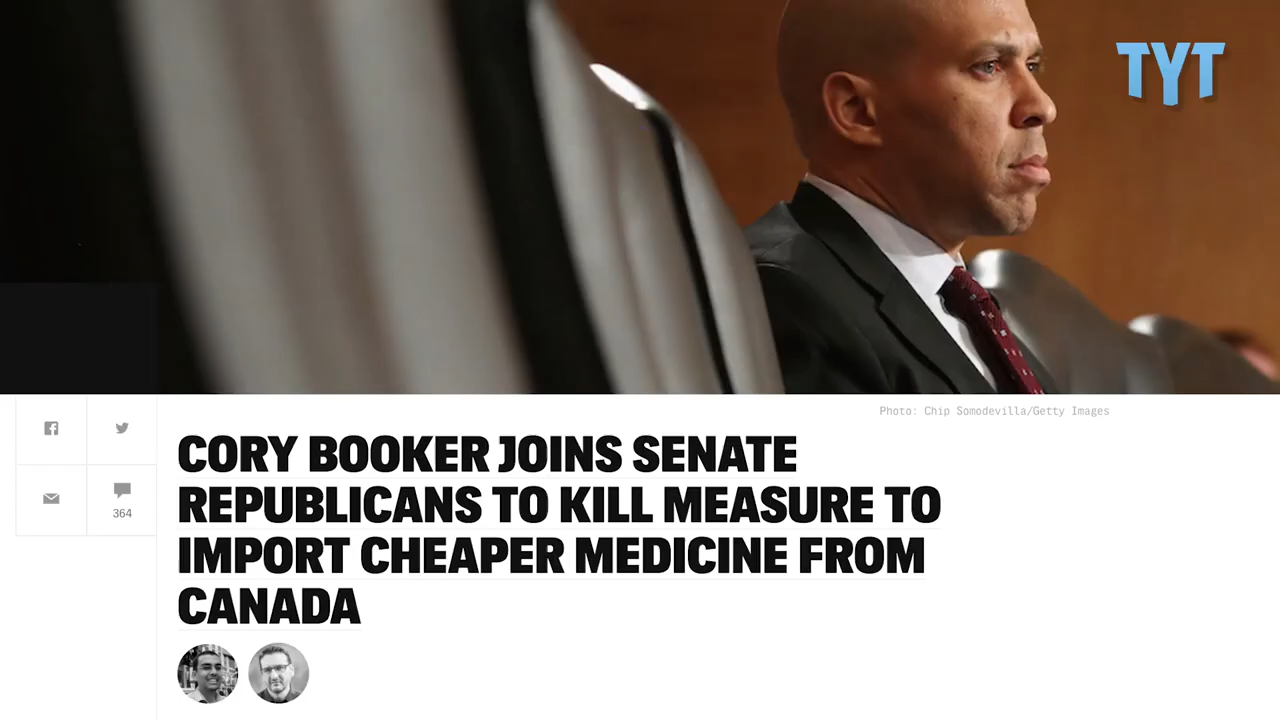 TYT
Photo: Chip Somodevilla/Getty Images
CORY BOOKER JOINS SENATE
REPUBLICANS TO KILL MEASURE TO
IMPORT CHEAPER MEDICINE FROM
CANADA
364